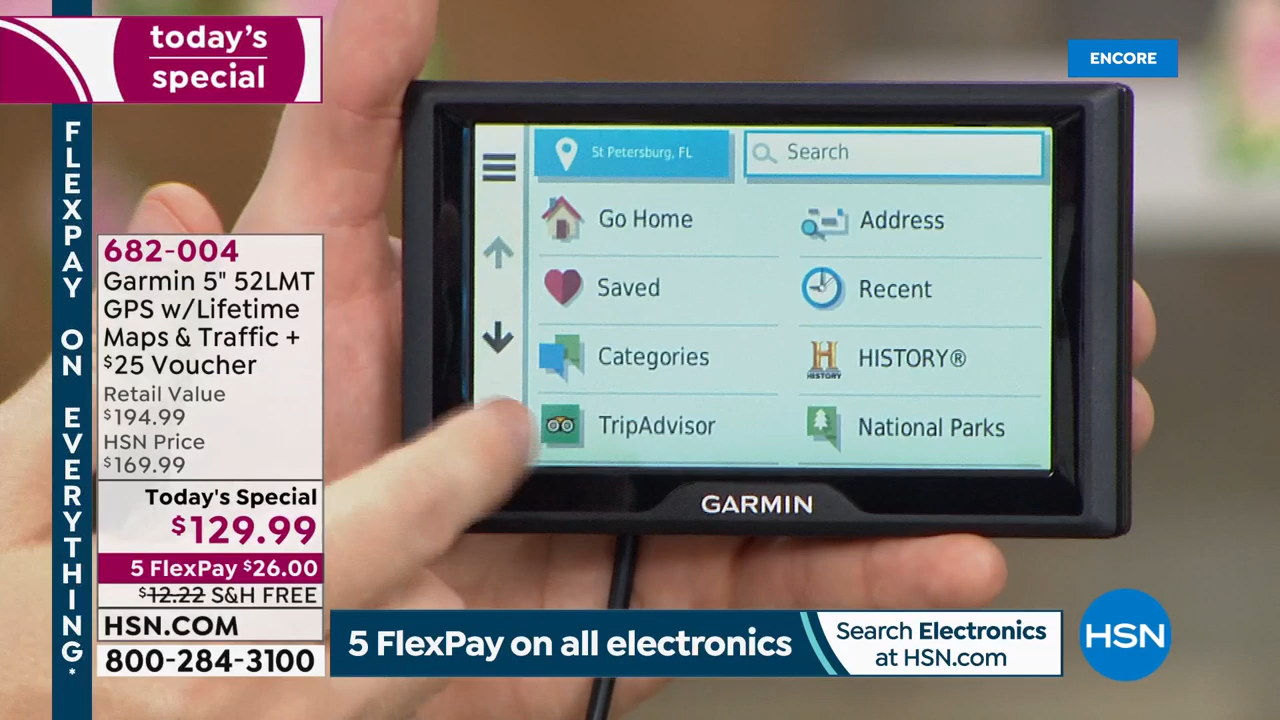 today's
special
ENCORE
FLEXPAY ON EVERYTHING*
682-004
Garmin 5" 52LMT
GPS w/Lifetime
Maps & Traffic +
$25 Voucher
Retail Value
$194.99
HSN Price
$169.99
Today's Special
$129.99
5 FlexPay $26.00
$12.22 S&H FREE
HSN.COM
800-284-3100
St Petersburg, FL
Search
Go Home
Address
Saved
Recent
Categories
H HISTORY
HISTORY®
TripAdvisor
National Parks
GARMIN
5 FlexPay on all electronics
Search Electronics
at HSN.com
HSN